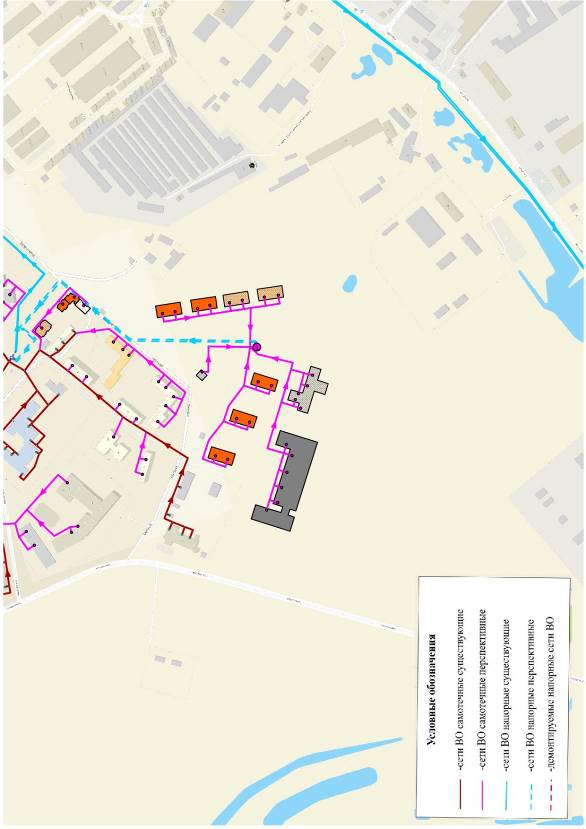 Условные обозначения
-сети ВО самотечные существующие
-сети ВО самотечные перспективные
-сети ВО напорные существующие
-сети ВО напорные перспективные
-демонтируемые напорные сети ВО